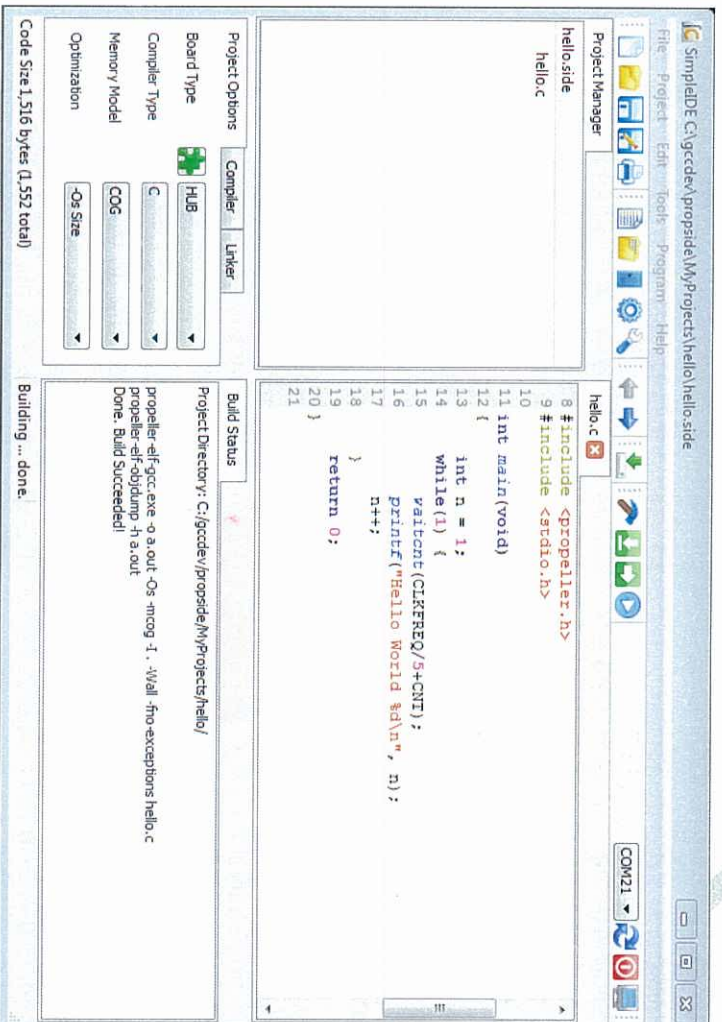 SimpleIDE C:\gccdev\propside\MyProjects\hello\hello.side
File Project Edit Tools Program Help
COM21
Project Manager
hello.side
hello.c
hello.c
8 #include <propeller.h>
9 #include <stdio.h>
10
11 int main(void)
12 {
13 int n = 1;
14 while(1) {
15 waitcnt(CLKFREQ/5+CNT);
16 printf("Hello World %d\n", n);
17 n++;
18 }
19 return 0;
20 }
21
Project Options Compiler Linker
Board Type HUB
Compiler Type C
Memory Model COG
Optimization -Os Size
Build Status
Project Directory: C:/gccdev/propside/MyProjects/hello/
propeller-elf-gcc.exe -o a.out -Os -mcog -I . -Wall -fno-exceptions hello.c
propeller-elf-objdump -h a.out
Done. Build Succeeded!
Code Size 1,516 bytes (1,552 total)
Building ... done.